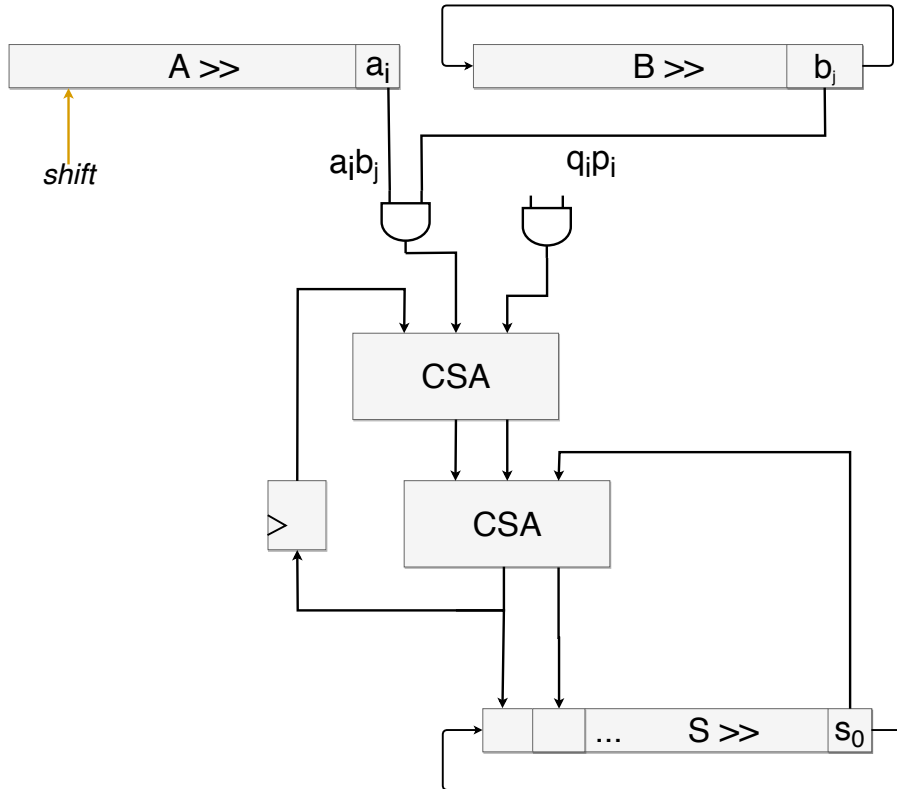 A >> aᵢ
B >> bⱼ
shift
aᵢbⱼ
qᵢpᵢ
CSA
CSA
... S >> s₀